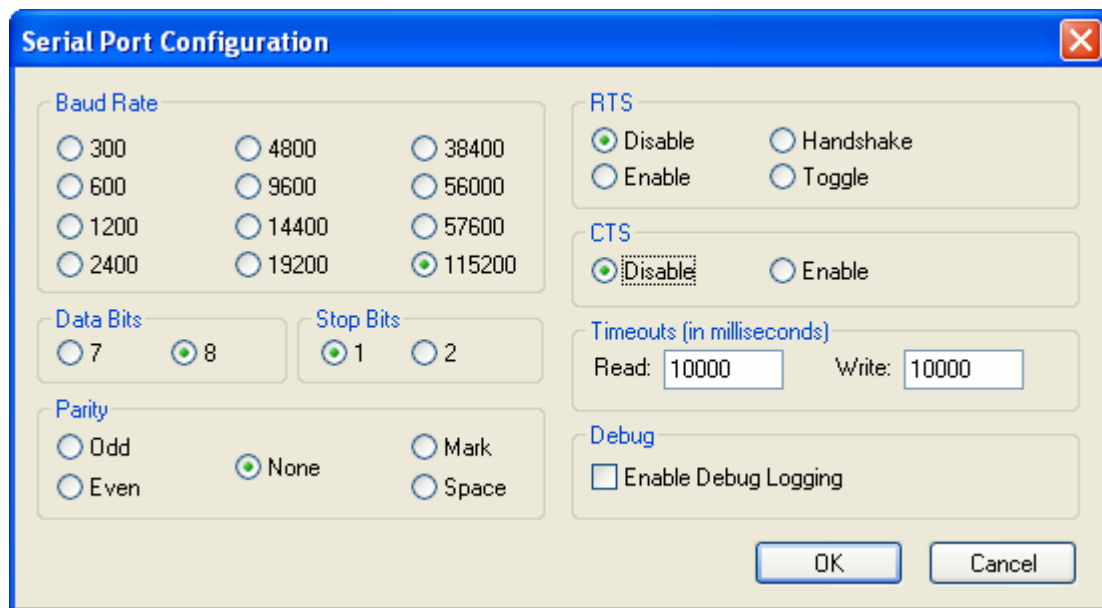 Serial Port Configuration
Baud Rate
300 4800 38400
600 9600 56000
1200 14400 57600
2400 19200 115200
Data Bits
7 8
Stop Bits
1 2
Parity
Odd
Even
None
Mark
Space
RTS
Disable Handshake
Enable Toggle
CTS
Disable Enable
Timeouts (in milliseconds)
Read: 10000 Write: 10000
Debug
Enable Debug Logging
OK Cancel